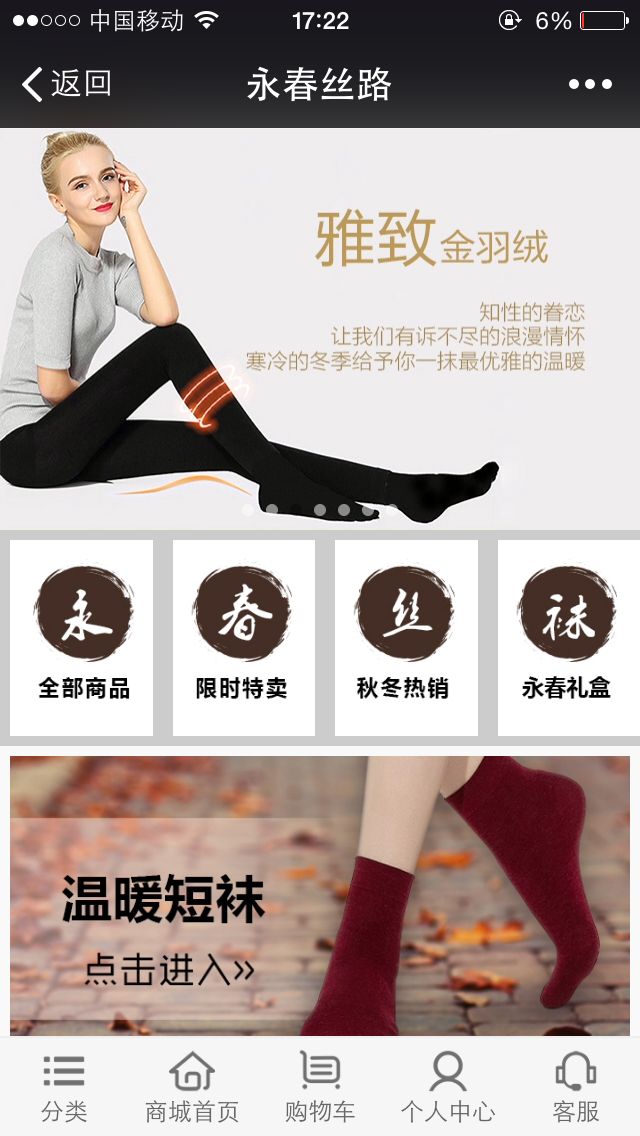 中国移动
17:22
6%
返回
永春丝路
雅致金羽绒
知性的眷恋
让我们有诉不尽的浪漫情怀
寒冷的冬季给予你一抹最优雅的温暖
永
春
丝
袜
全部商品
限时特卖
秋冬热销
永春礼盒
温暖短袜
点击进入»
分类
商城首页
购物车
个人中心
客服